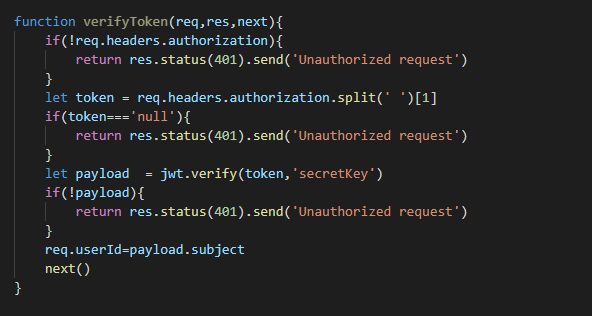 function verifyToken(req,res,next){
if(!req.headers.authorization){
return res.status(401).send('Unauthorized request')
}
let token = req.headers.authorization.split(' ')[1]
if(token==='null'){
return res.status(401).send('Unauthorized request')
}
let payload  = jwt.verify(token,'secretKey')
if(!payload){
return res.status(401).send('Unauthorized request')
}
req.userId=payload.subject
next()
}